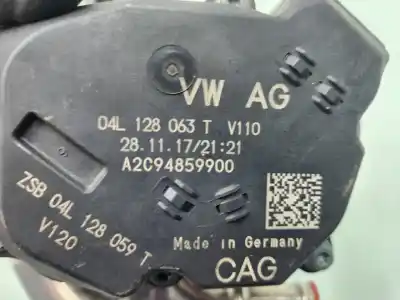 VW AG
04L 128 063 T V110
28.11.17/21:21
A2C94859900
ZSB 04L 128 059 T
V120
Made in Germany
CAG